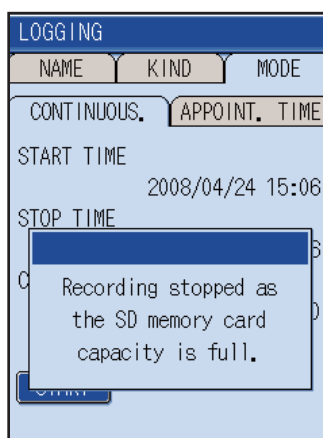 LOGGING
NAME KIND MODE
CONTINUOUS. APPOINT. TIME
START TIME
2008/04/24 15:06
STOP TIME
Recording stopped as
the SD memory card
capacity is full.
START